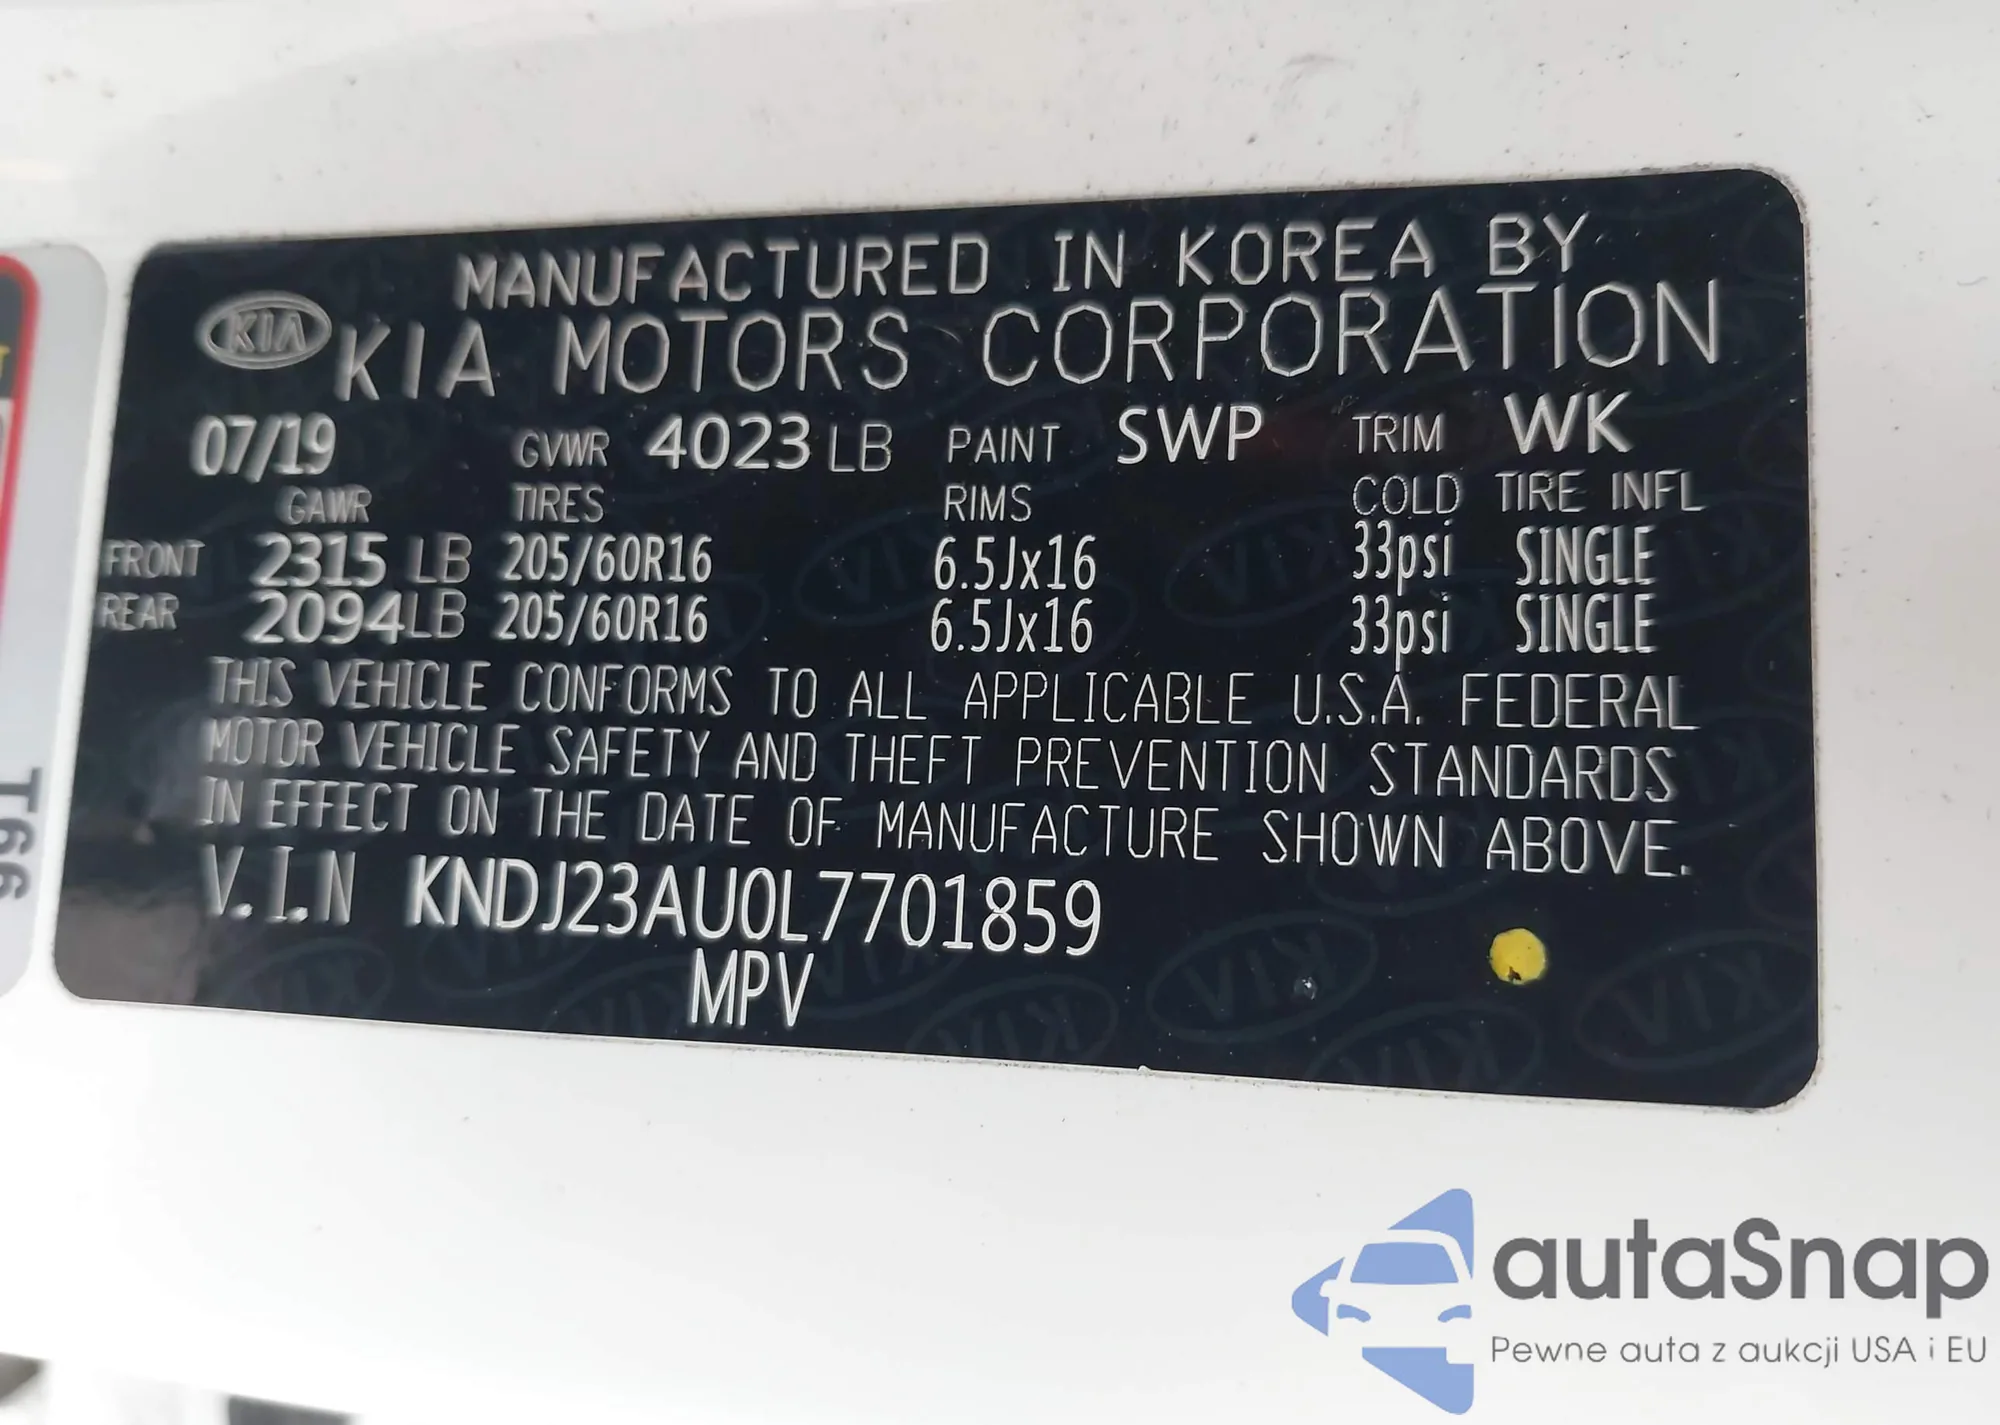 MANUFACTURED IN KOREA BY
KIA KIA MOTORS CORPORATION
07/19 GVWR 4023 LB PAINT SWP TRIM WK
GAWR TIRES RIMS COLD TIRE INFL
FRONT 2315 LB 205/60R16 6.5Jx16 33psi SINGLE
REAR 2094 LB 205/60R16 6.5Jx16 33psi SINGLE
THIS VEHICLE CONFORMS TO ALL APPLICABLE U.S.A. FEDERAL
MOTOR VEHICLE SAFETY AND THEFT PREVENTION STANDARDS
IN EFFECT ON THE DATE OF MANUFACTURE SHOWN ABOVE.
V.I.N KNDJ23AU0L7701859
MPV
autaSnap
Pewne auta z aukcji USA i EU